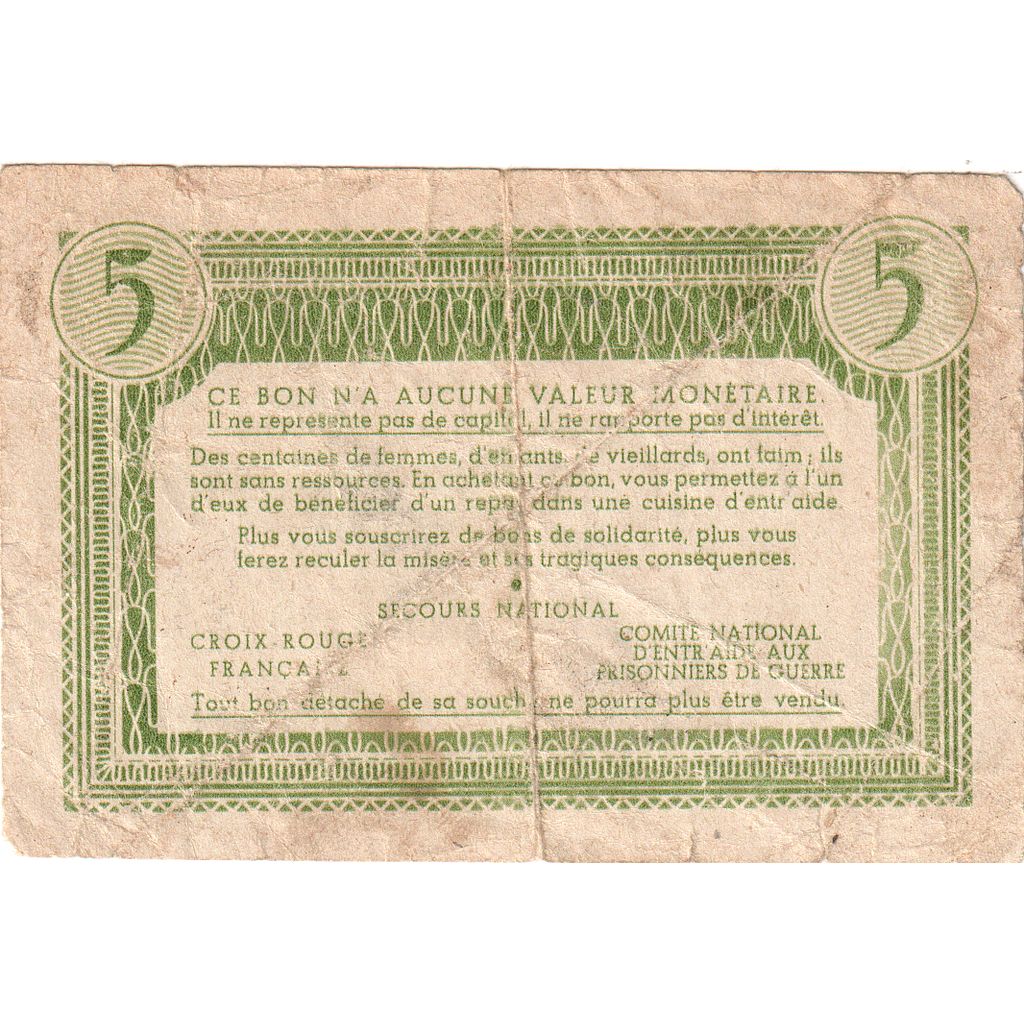 5 5
CE BON N'A AUCUNE VALEUR MONÉTAIRE.
Il ne représente pas de capital, il ne rapporte pas d'intérêt.
Des centaines de femmes, d'enfants, de vieillards, ont faim ; ils
sont sans ressources. En achetant ce bon, vous permettez à l'un
d'eux de bénéficier d'un repas dans une cuisine d'entr'aide.
Plus vous souscrirez de bons de solidarité, plus vous
ferez reculer la misère et ses tragiques conséquences.
SECOURS NATIONAL
CROIX-ROUGE
FRANÇAISE
COMITÉ NATIONAL
D'ENTR'AIDE AUX
PRISONNIERS DE GUERRE
Tout bon détaché de sa souche ne pourra plus être vendu.